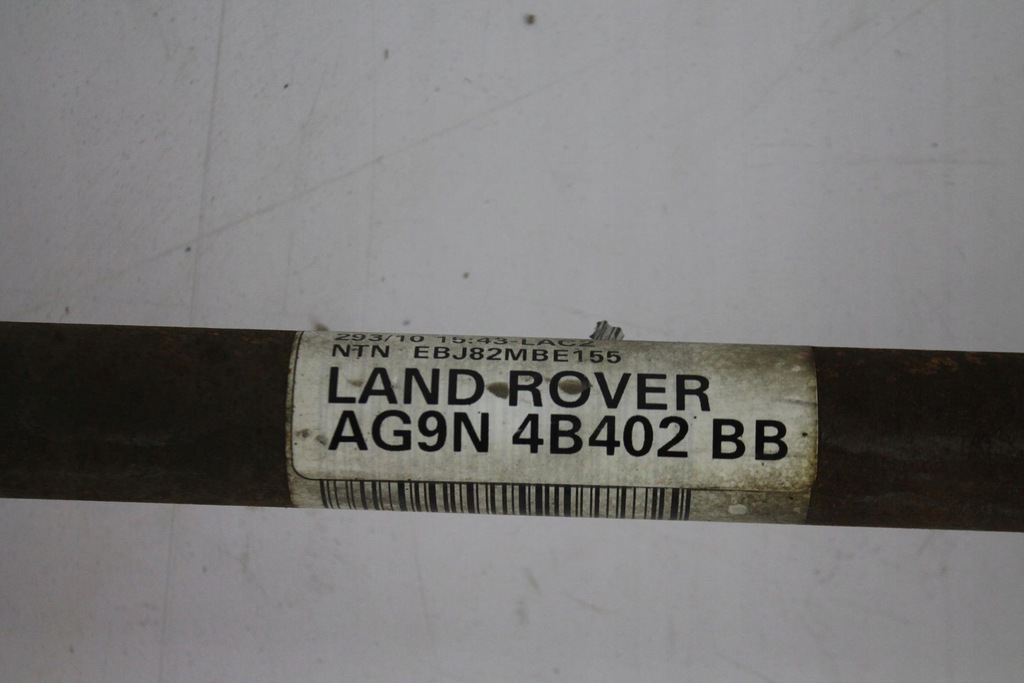 293/10 15:43-LAC2
NTN EBJ82MBE155
LAND ROVER
AG9N 4B402 BB